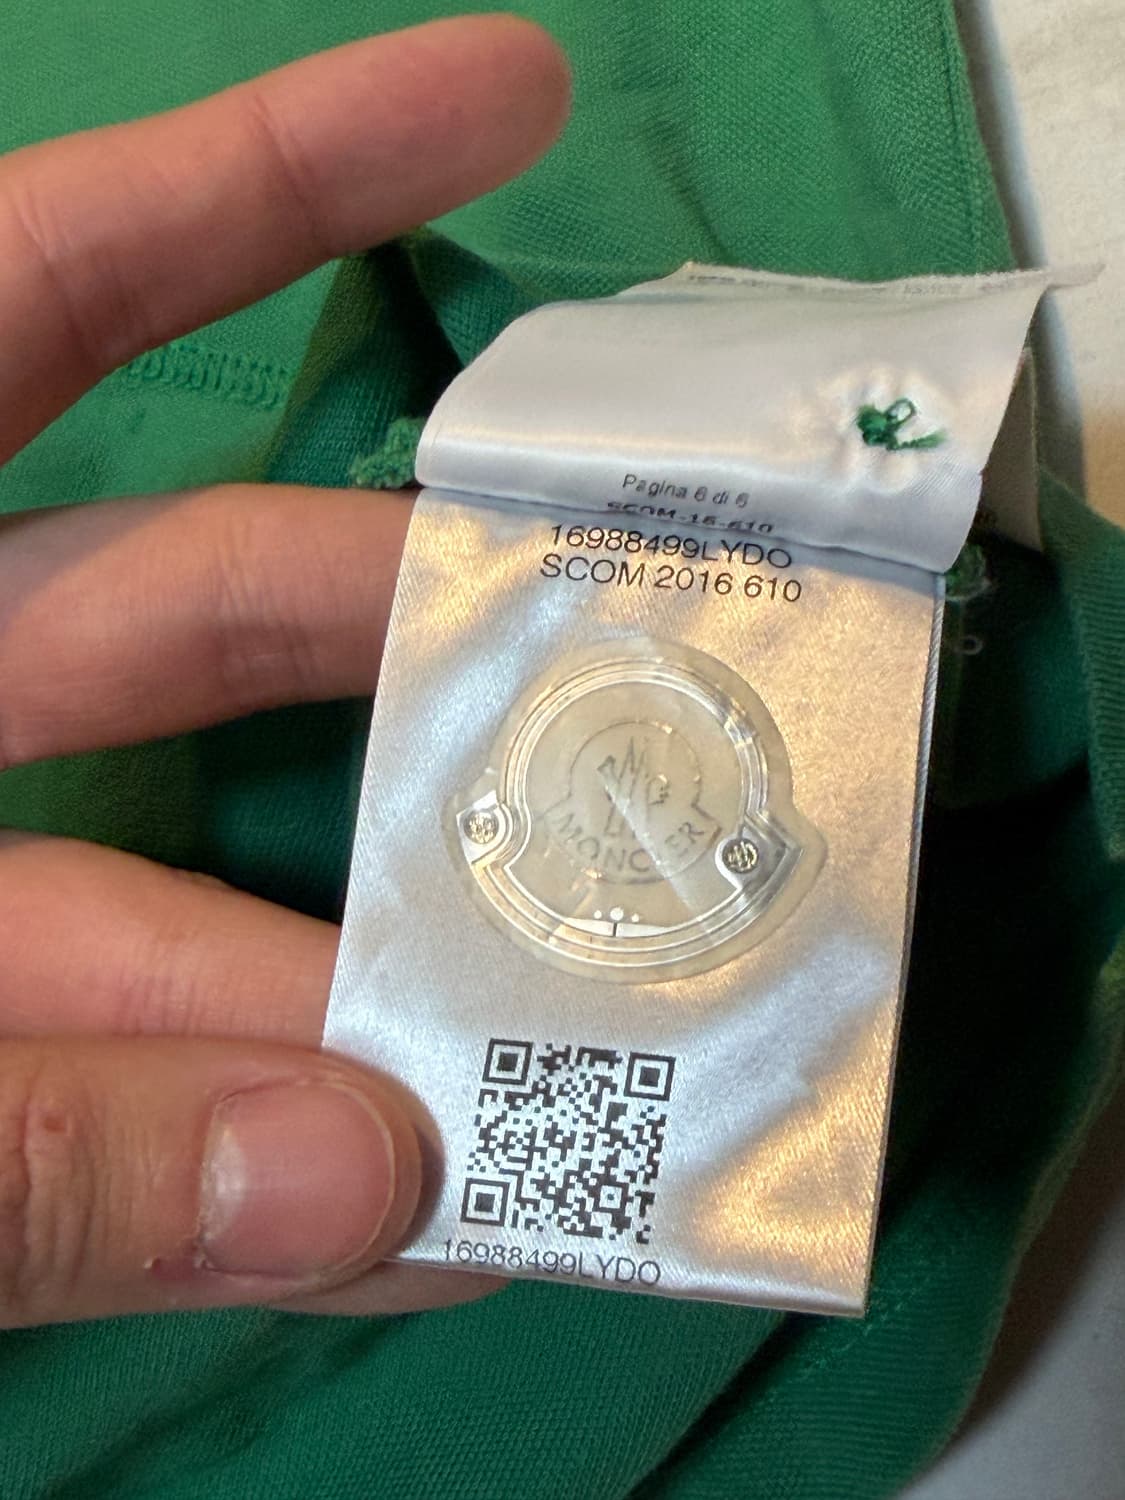 Pagina 6 di 6
SCOM-16-610
16988499LYDO
SCOM 2016 610
MONCLER
16988499LYDO